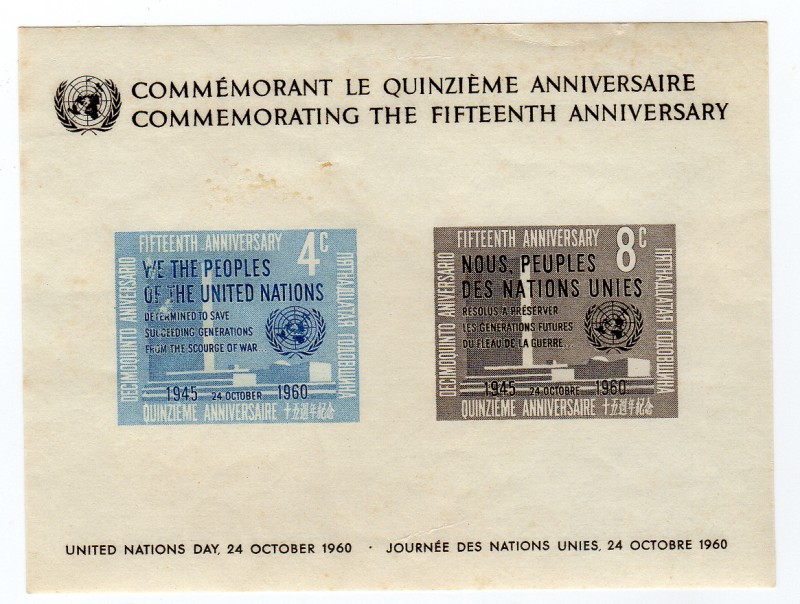 COMMÉMORANT LE QUINZIÈME ANNIVERSAIRE
COMMEMORATING THE FIFTEENTH ANNIVERSARY
FIFTEENTH ANNIVERSARY
4c
DECIMOQUINTO ANIVERSARIO
WE THE PEOPLES
OF THE UNITED NATIONS
DETERMINED TO SAVE
SUCCEEDING GENERATIONS
FROM THE SCOURGE OF WAR...
1945 24 OCTOBER 1960
ПЯТНАДЦАТАЯ ГОДОВЩИНА
QUINZIÈME ANNIVERSAIRE 十五週年紀念
FIFTEENTH ANNIVERSARY
8c
DECIMOQUINTO ANIVERSARIO
NOUS, PEUPLES
DES NATIONS UNIES
RÉSOLUS À PRÉSERVER
LES GÉNÉRATIONS FUTURES
DU FLÉAU DE LA GUERRE...
1945 24 OCTOBRE 1960
ПЯТНАДЦАТАЯ ГОДОВЩИНА
QUINZIÈME ANNIVERSAIRE 十五週年紀念
UNITED NATIONS DAY, 24 OCTOBER 1960 · JOURNÉE DES NATIONS UNIES, 24 OCTOBRE 1960